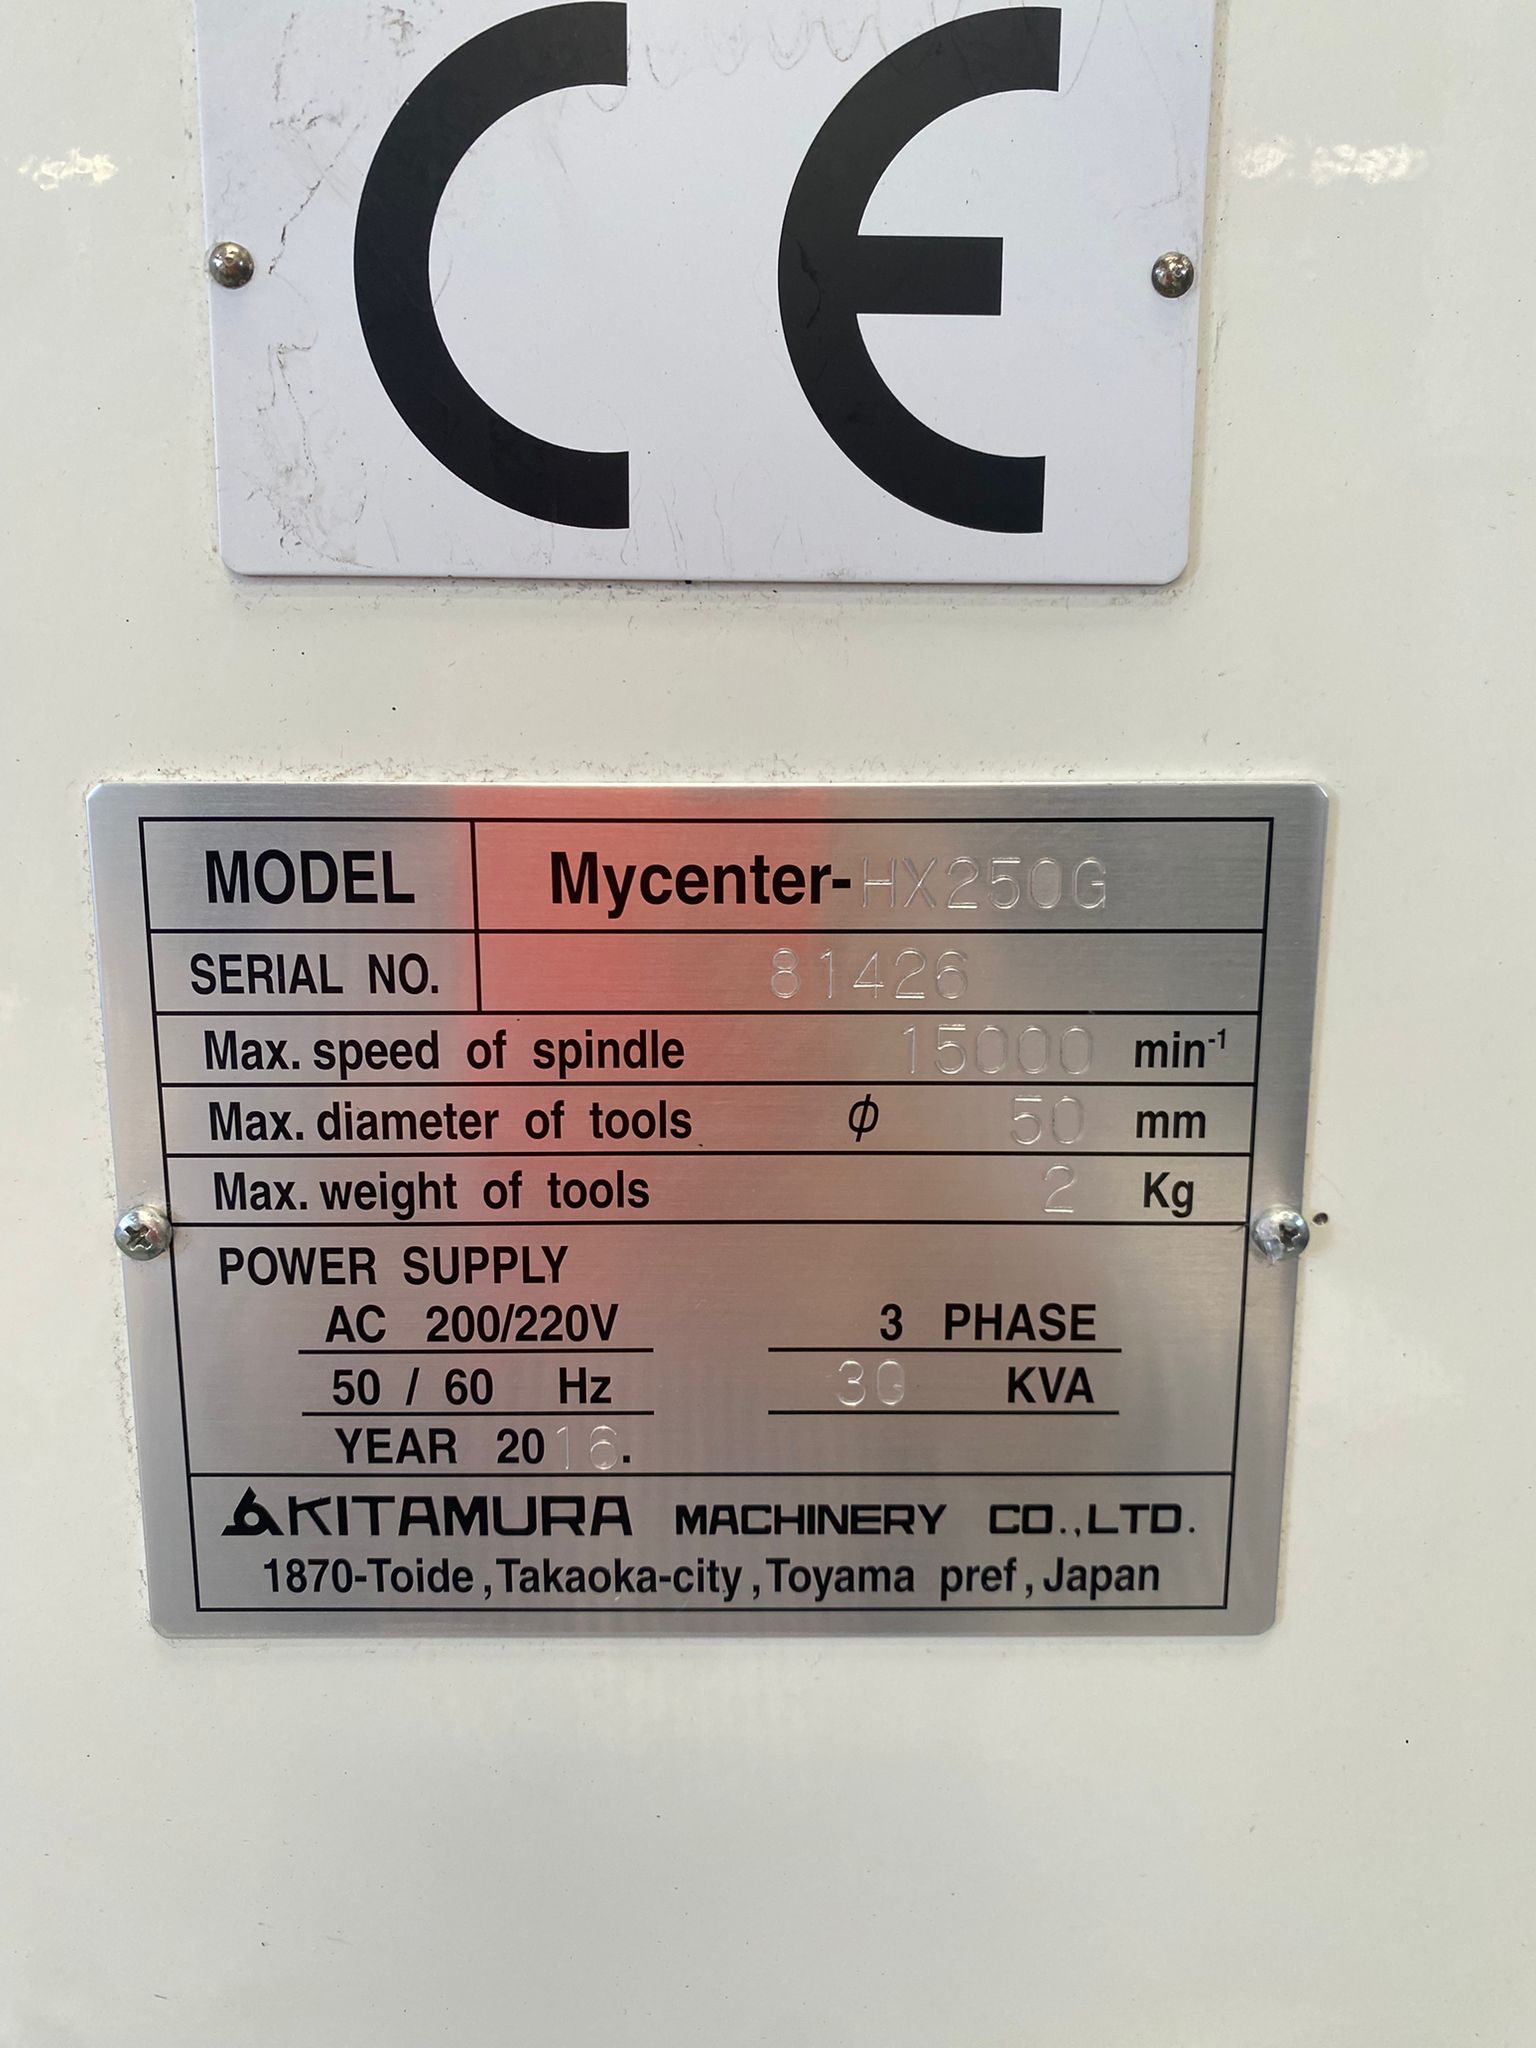 CE
MODEL Mycenter-HX250G
SERIAL NO. 81426
Max. speed of spindle 15000 min⁻¹
Max. diameter of tools ϕ 50 mm
Max. weight of tools 2 Kg
POWER SUPPLY
AC 200/220V 3 PHASE
50 / 60 Hz 30 KVA
YEAR 2016.
KITAMURA MACHINERY CO.,LTD.
1870-Toide,Takaoka-city,Toyama pref,Japan